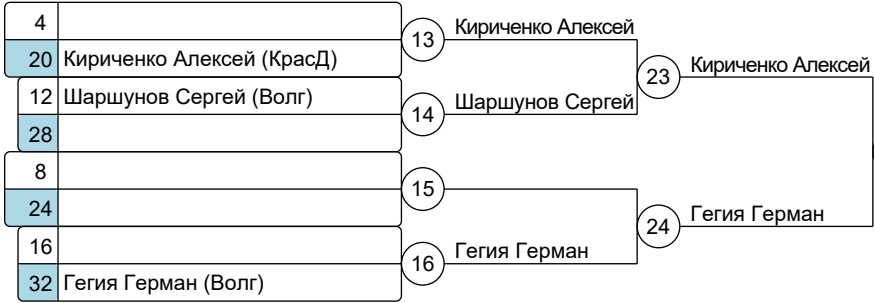 4
20 Кириченко Алексей (КрасД)
13
Кириченко Алексей
12 Шаршунов Сергей (Волг)
28
14
Шаршунов Сергей
23
Кириченко Алексей
8
24
15
16
32 Гегия Герман (Волг)
16
Гегия Герман
24
Гегия Герман